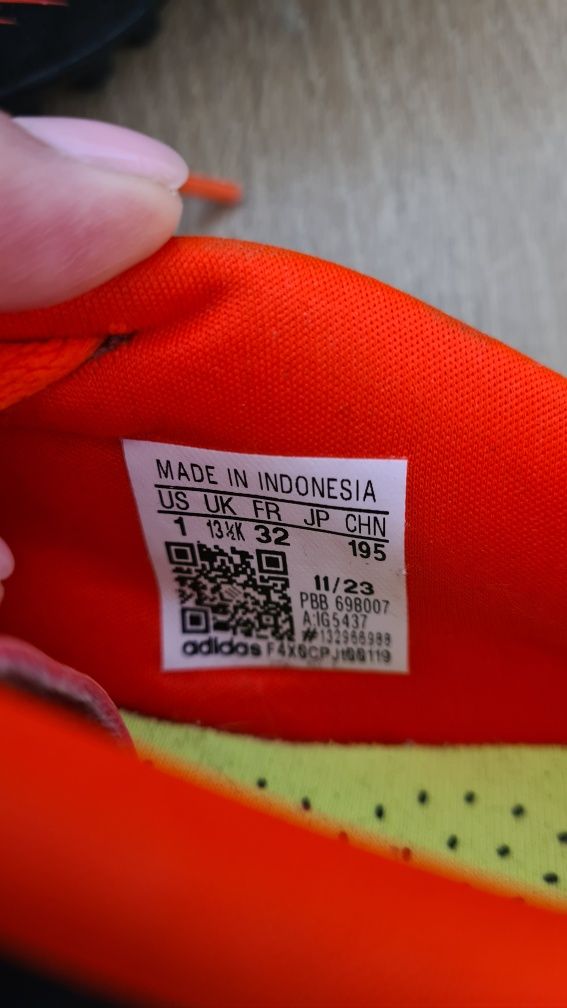 MADE IN INDONESIA
US UK FR JP CHN
1 13½K 32 195
11/23
PBB 698007
A:IG5437
#132966988
adidas